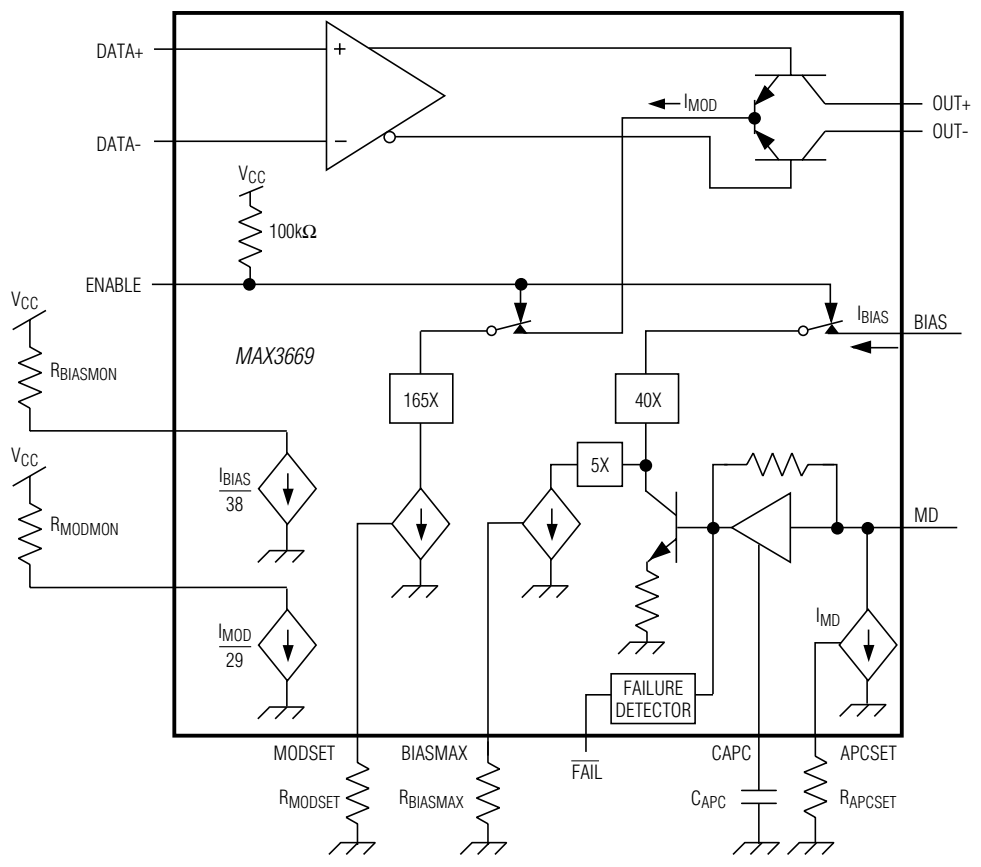 DATA+
+
I_MOD
OUT+
OUT-
DATA-
−
V_CC
100kΩ
ENABLE
V_CC
I_BIAS
BIAS
MAX3669
R_BIASMON
165X
40X
V_CC
5X
I_BIAS
38
R_MODMON
MD
I_MOD
29
I_MD
FAILURE
DETECTOR
MODSET
BIASMAX
FAIL
CAPC
APCSET
R_MODSET
R_BIASMAX
C_APC
R_APCSET